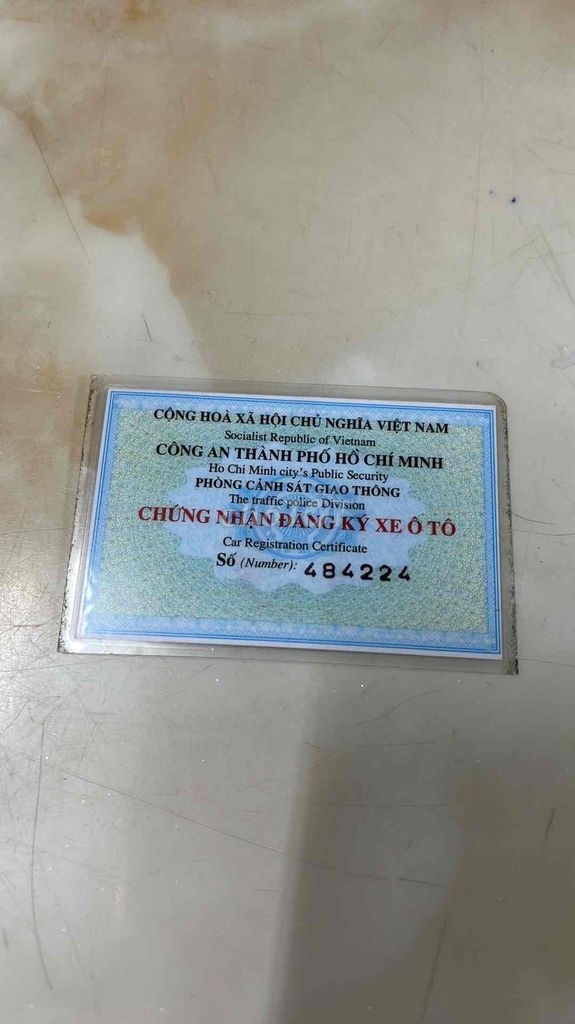 CỘNG HOÀ XÃ HỘI CHỦ NGHĨA VIỆT NAM
Socialist Republic of Vietnam
CÔNG AN THÀNH PHỐ HỒ CHÍ MINH
Ho Chi Minh city's Public Security
PHÒNG CẢNH SÁT GIAO THÔNG
The traffic police Division
CHỨNG NHẬN ĐĂNG KÝ XE Ô TÔ
Car Registration Certificate
Số (Number): 484224